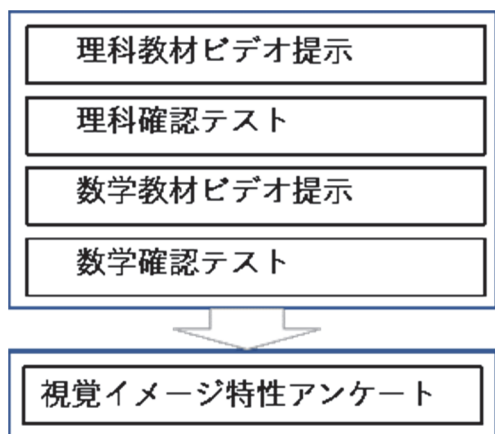 理科教材ビデオ提示
理科確認テスト
数学教材ビデオ提示
数学確認テスト
視覚イメージ特性アンケート